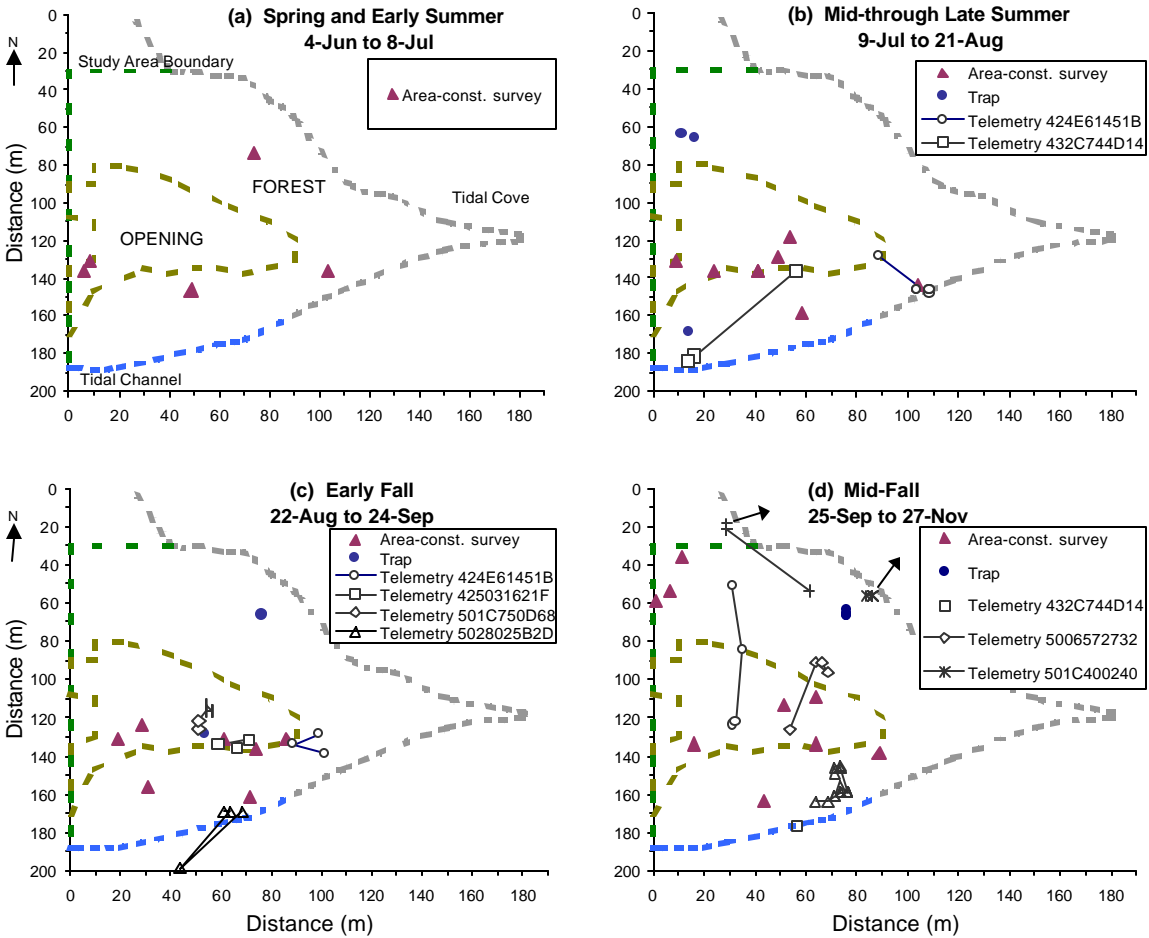 (a) Spring and Early Summer
4-Jun to 8-Jul
N
Study Area Boundary
Area-const. survey
FOREST
Tidal Cove
OPENING
Tidal Channel
Distance (m)
0
20
40
60
80
100
120
140
160
180
200
0 20 40 60 80 100 120 140 160 180
(b) Mid-through Late Summer
9-Jul to 21-Aug
Area-const. survey
Trap
Telemetry 424E61451B
Telemetry 432C744D14
0
20
40
60
80
100
120
140
160
180
200
0 20 40 60 80 100 120 140 160 180
(c) Early Fall
22-Aug to 24-Sep
N
Area-const. survey
Trap
Telemetry 424E61451B
Telemetry 425031621F
Telemetry 501C750D68
Telemetry 5028025B2D
Distance (m)
0
20
40
60
80
100
120
140
160
180
200
0 20 40 60 80 100 120 140 160 180
Distance (m)
(d) Mid-Fall
25-Sep to 27-Nov
Area-const. survey
Trap
Telemetry 432C744D14
Telemetry 5006572732
Telemetry 501C400240
0
20
40
60
80
100
120
140
160
180
200
0 20 40 60 80 100 120 140 160 180
Distance (m)